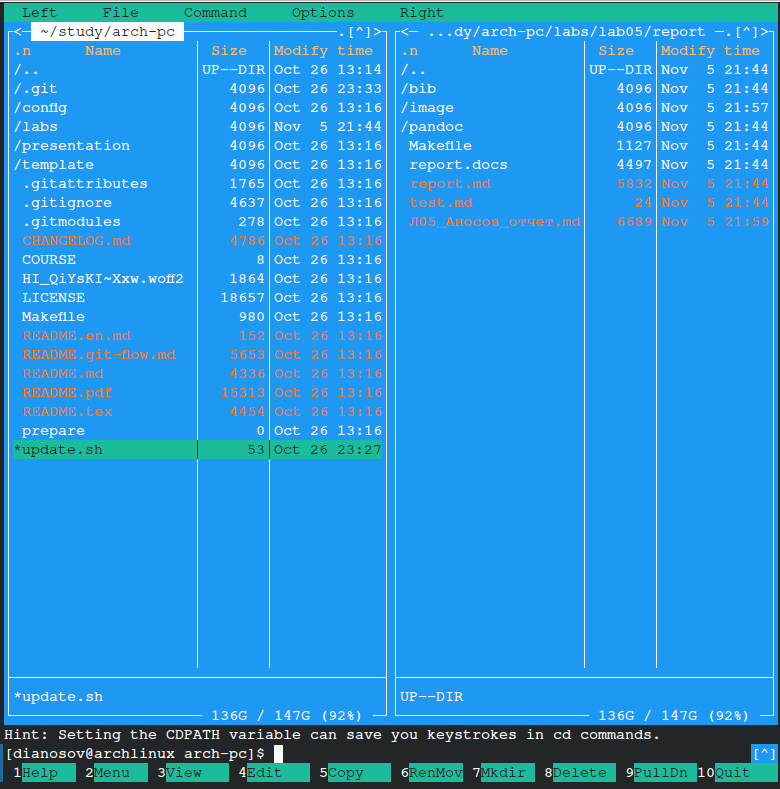 Left File Command Options Right
<─ ~/study/arch-pc ─.[^]>
.n Name Size Modify time
/.. UP--DIR Oct 26 13:14
/.git 4096 Oct 26 23:33
/config 4096 Oct 26 13:16
/labs 4096 Nov 5 21:44
/presentation 4096 Oct 26 13:16
/template 4096 Oct 26 13:16
.gitattributes 1765 Oct 26 13:16
.gitignore 4637 Oct 26 13:16
.gitmodules 278 Oct 26 13:16
CHANGELOG.md 4786 Oct 26 13:16
COURSE 8 Oct 26 13:16
HI_QiYsKI~Xxw.woff2 1864 Oct 26 13:16
LICENSE 18657 Oct 26 13:16
Makefile 980 Oct 26 13:16
README.en.md 152 Oct 26 13:16
README.git-flow.md 5653 Oct 26 13:16
README.md 4336 Oct 26 13:16
README.pdf 15313 Oct 26 13:16
README.tex 4454 Oct 26 13:16
prepare 0 Oct 26 13:16
*update.sh 53 Oct 26 23:27
*update.sh
136G / 147G (92%)
<─ ...dy/arch-pc/labs/lab05/report ─.[^]>
.n Name Size Modify time
/.. UP--DIR Nov 5 21:44
/bib 4096 Nov 5 21:44
/image 4096 Nov 5 21:57
/pandoc 4096 Nov 5 21:44
Makefile 1127 Nov 5 21:44
report.docs 4497 Nov 5 21:44
report.md 5832 Nov 5 21:44
test.md 24 Nov 5 21:44
Л05_Аносов_отчет.md 6689 Nov 5 21:59
UP--DIR
136G / 147G (92%)
Hint: Setting the CDPATH variable can save you keystrokes in cd commands.
[dianosov@archlinux arch-pc]$ [^]
1Help 2Menu 3View 4Edit 5Copy 6RenMov 7Mkdir 8Delete 9PullDn 10Quit